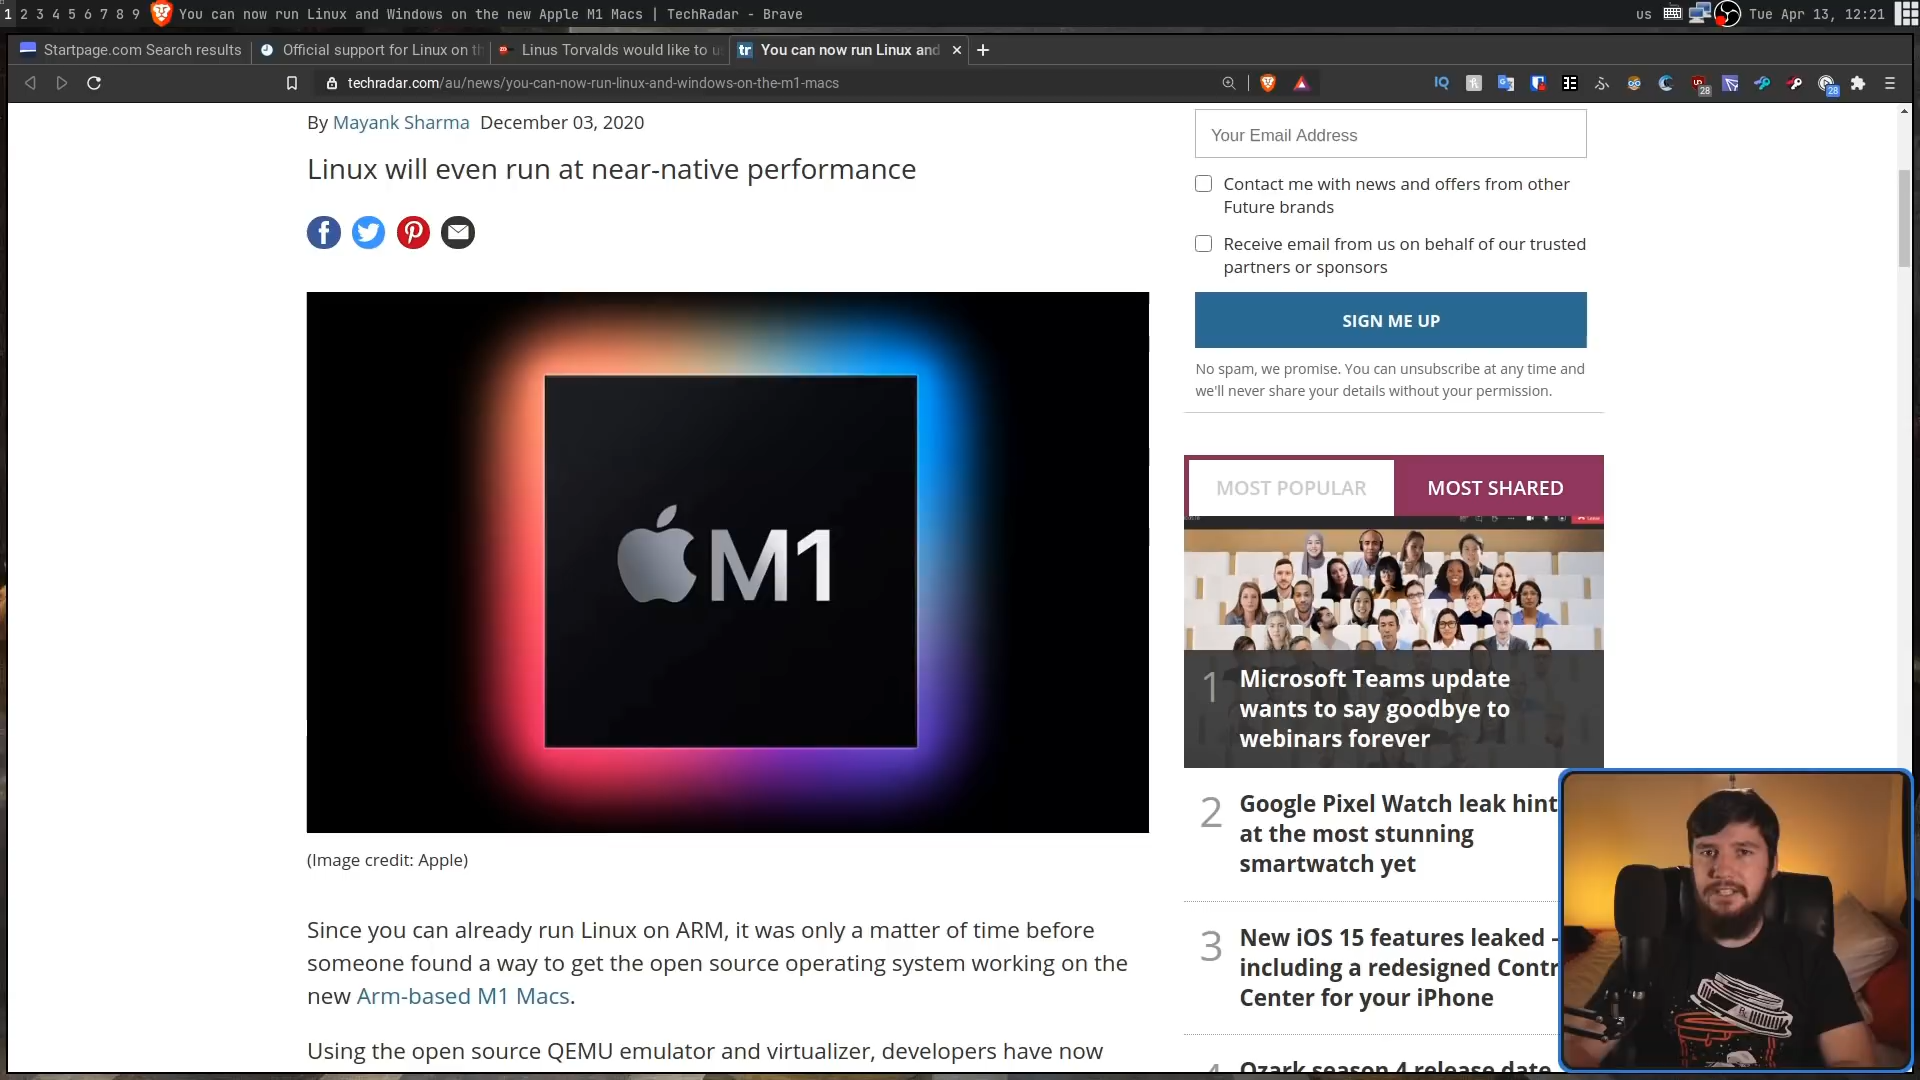 1 2 3 4 5 6 7 8 9 You can now run Linux and Windows on the new Apple M1 Macs | TechRadar - Brave
us Tue Apr 13, 12:21
Startpage.com Search results
Official support for Linux on th
Linus Torvalds would like to u
You can now run Linux and
techradar.com/au/news/you-can-now-run-linux-and-windows-on-the-m1-macs
By Mayank Sharma December 03, 2020
Linux will even run at near-native performance
M1
(Image credit: Apple)
Since you can already run Linux on ARM, it was only a matter of time before
someone found a way to get the open source operating system working on the
new Arm-based M1 Macs.
Using the open source QEMU emulator and virtualizer, developers have now
Your Email Address
Contact me with news and offers from other
Future brands
Receive email from us on behalf of our trusted
partners or sponsors
SIGN ME UP
No spam, we promise. You can unsubscribe at any time and
we'll never share your details without your permission.
MOST POPULAR
MOST SHARED
1 Microsoft Teams update
wants to say goodbye to
webinars forever
2 Google Pixel Watch leak hint
at the most stunning
smartwatch yet
3 New iOS 15 features leaked -
including a redesigned Contr
Center for your iPhone
Ozark season 4 release date